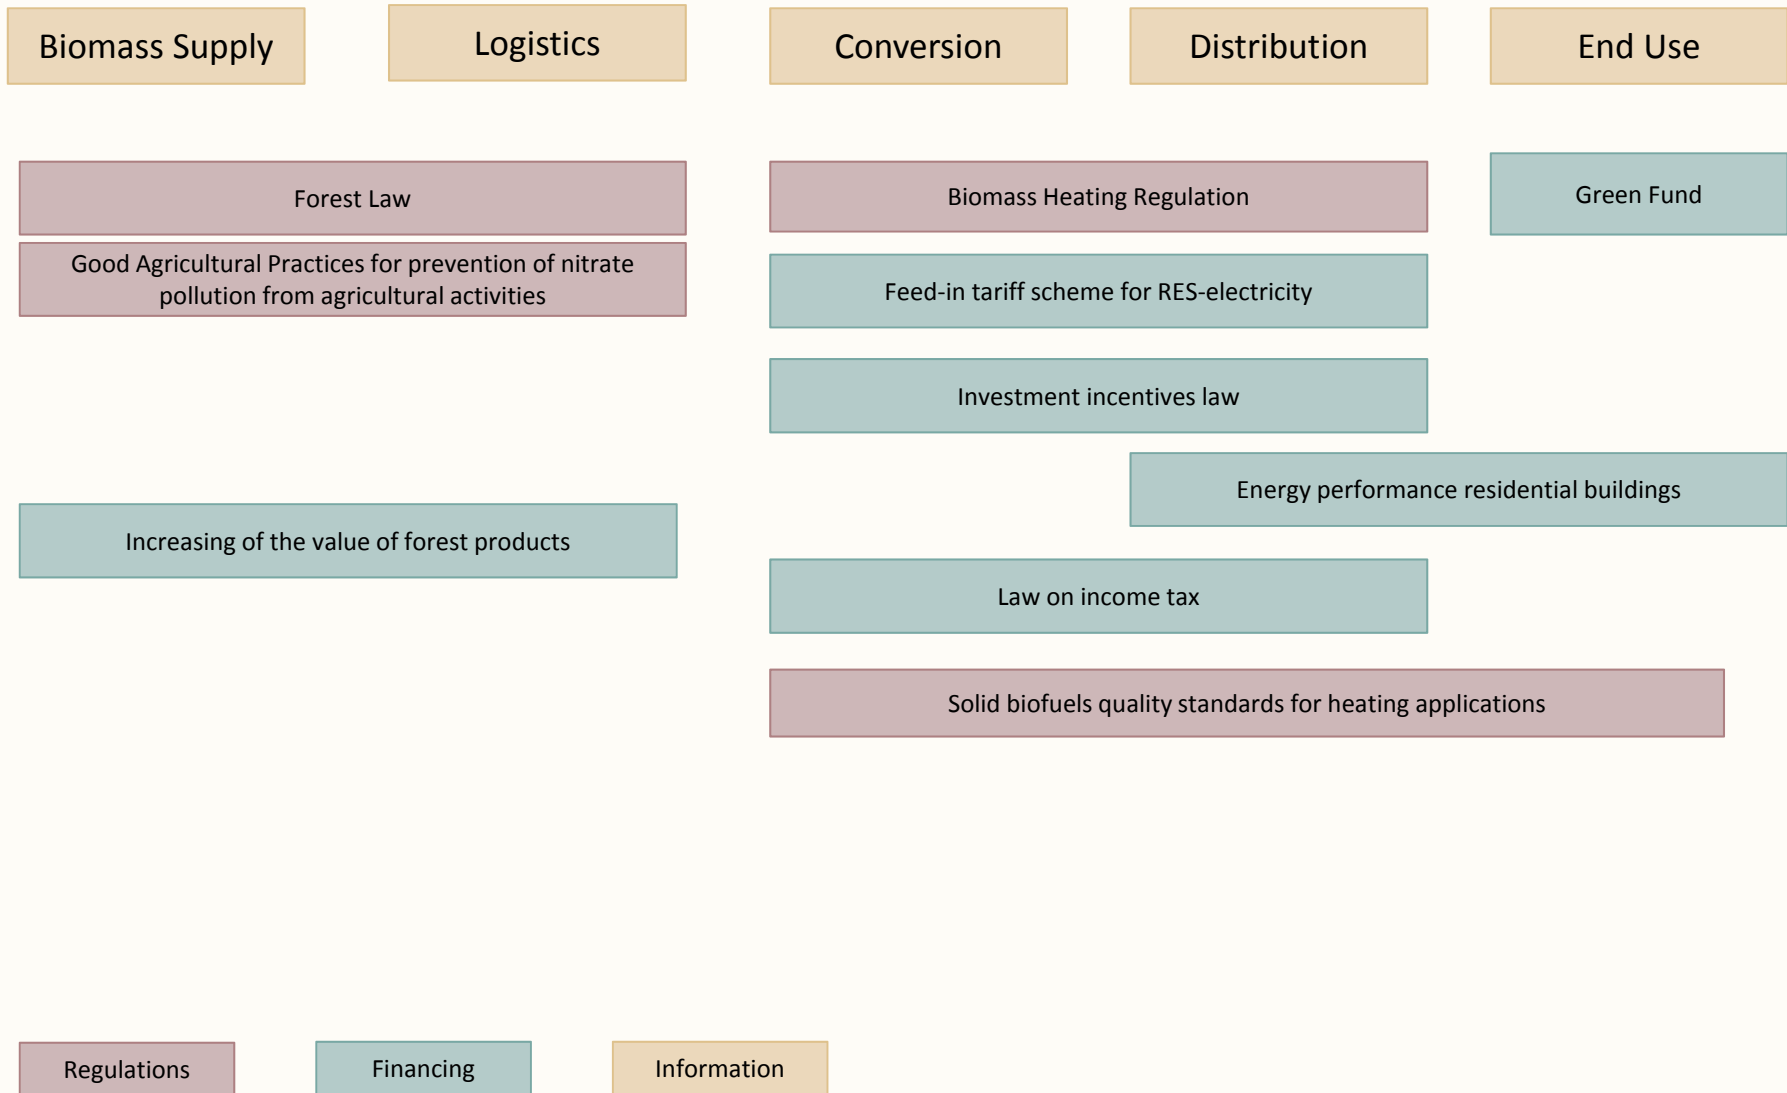 Biomass Supply
Logistics
Conversion
Distribution
End Use
Forest Law
Biomass Heating Regulation
Green Fund
Good Agricultural Practices for prevention of nitrate
pollution from agricultural activities
Feed-in tariff scheme for RES-electricity
Investment incentives law
Energy performance residential buildings
Increasing of the value of forest products
Law on income tax
Solid biofuels quality standards for heating applications
Regulations
Financing
Information